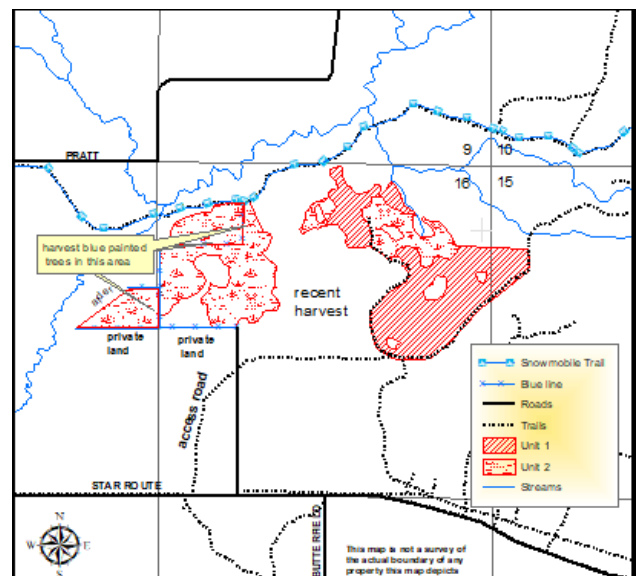 PRATT
9
10
16
15
harvest blue painted
trees in this area
recent
harvest
private
land
private
land
access road
STAR ROUTE
Snowmobile Trail
Blue line
Roads
Trails
Unit 1
Unit 2
Streams
N
W
E
S
This map is not a survey of
the actual boundary of any
property this map depicts